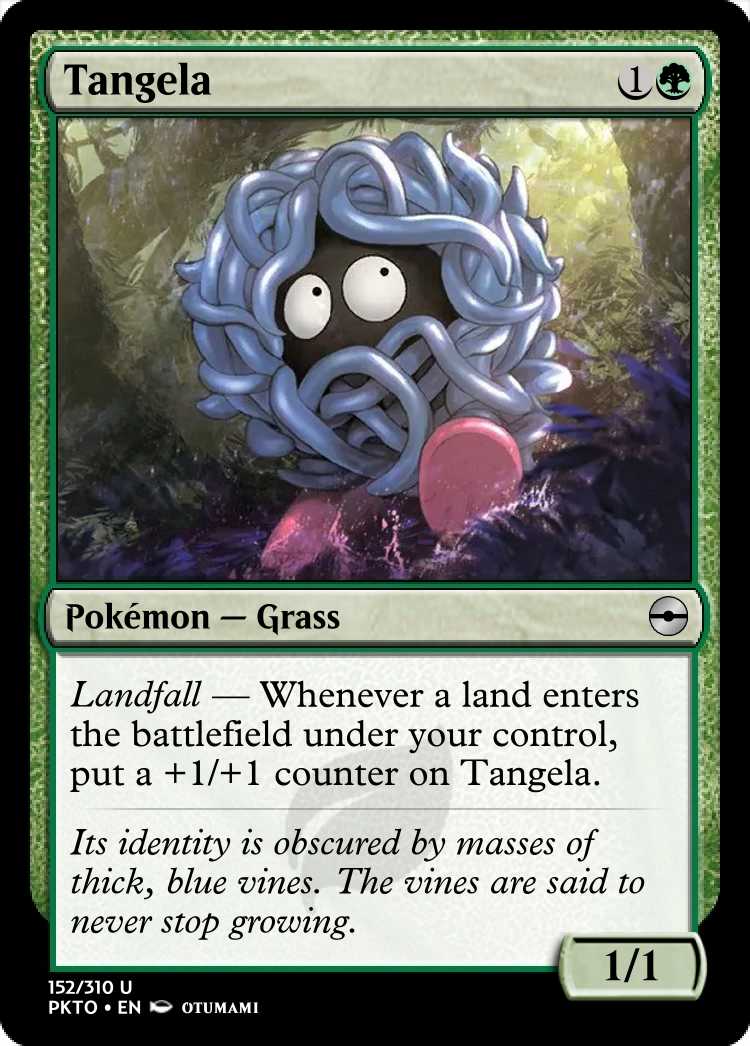 Tangela 1
Pokémon — Grass
Landfall — Whenever a land enters
the battlefield under your control,
put a +1/+1 counter on Tangela.
Its identity is obscured by masses of
thick, blue vines. The vines are said to
never stop growing.
1/1
152/310 U
PKTO • EN OTUMAMI